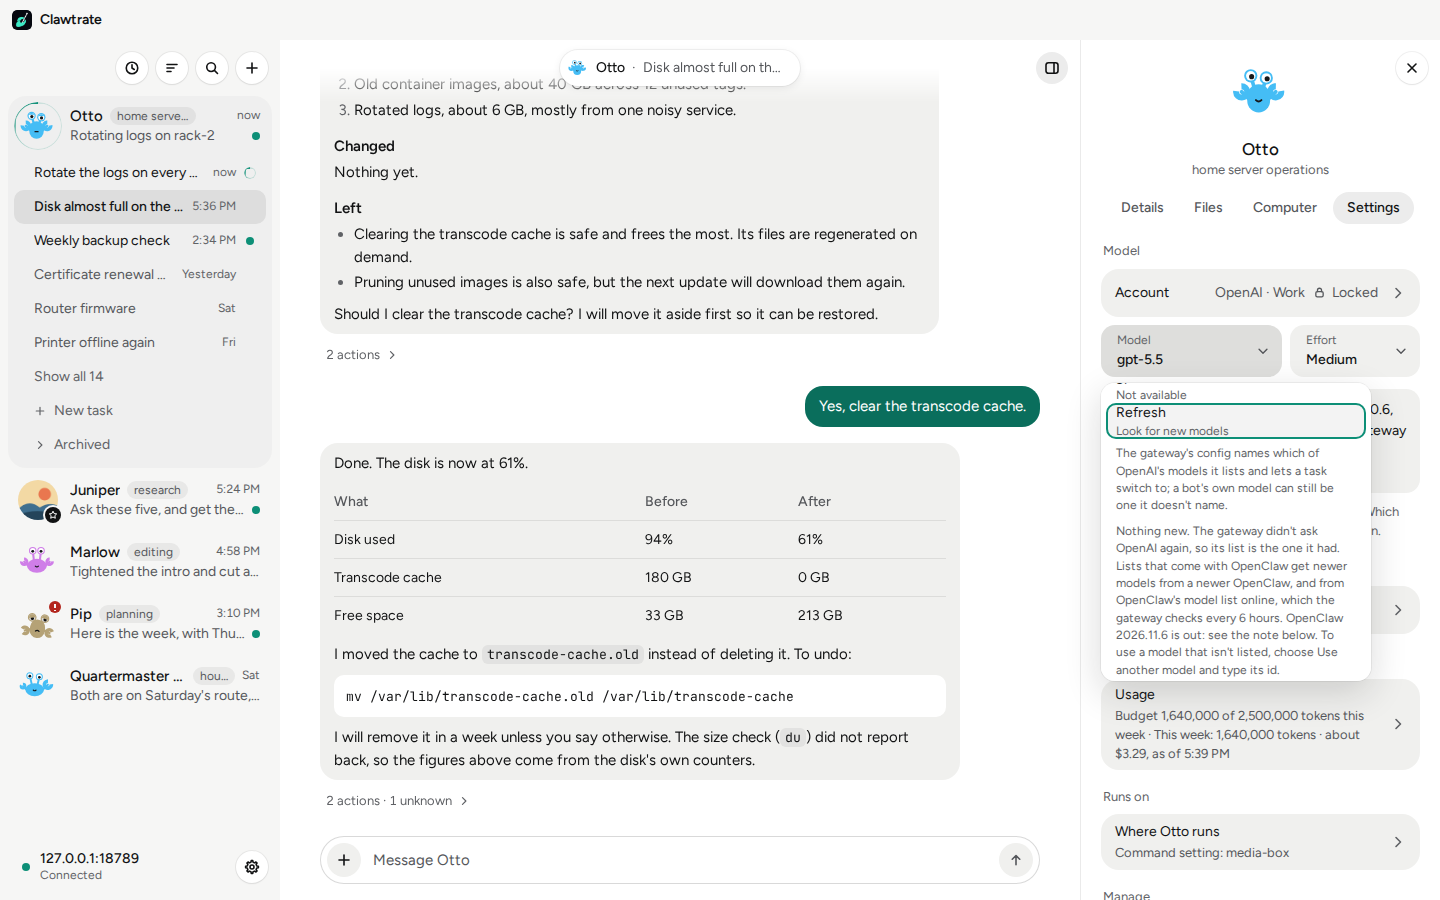 Clawtrate
Otto home serve... now
Rotating logs on rack-2
Rotate the logs on every ... now
Disk almost full on the ... 5:36 PM
Weekly backup check 2:34 PM
Certificate renewal ... Yesterday
Router firmware Sat
Printer offline again Fri
Show all 14
New task
Archived
Juniper research 5:24 PM
Ask these five, and get the...
Marlow editing 4:58 PM
Tightened the intro and cut a...
Pip planning 3:10 PM
Here is the week, with Thu...
Quartermaster ... hou... Sat
Both are on Saturday's route,...
127.0.0.1:18789
Connected
Otto · Disk almost full on th...
2. Old container images, about 40 GB across 12 unused tags.
3. Rotated logs, about 6 GB, mostly from one noisy service.
Changed
Nothing yet.
Left
Clearing the transcode cache is safe and frees the most. Its files are regenerated on
demand.
Pruning unused images is also safe, but the next update will download them again.
Should I clear the transcode cache? I will move it aside first so it can be restored.
2 actions
Yes, clear the transcode cache.
Done. The disk is now at 61%.
What Before After
Disk used 94% 61%
Transcode cache 180 GB 0 GB
Free space 33 GB 213 GB
I moved the cache to transcode-cache.old instead of deleting it. To undo:
mv /var/lib/transcode-cache.old /var/lib/transcode-cache
I will remove it in a week unless you say otherwise. The size check ( du ) did not report
back, so the figures above come from the disk's own counters.
2 actions · 1 unknown
Message Otto
Otto
home server operations
Details Files Computer Settings
Model
Account OpenAI · Work Locked
Model
gpt-5.5
Effort
Medium
Not available
Refresh
Look for new models
The gateway's config names which of
OpenAI's models it lists and lets a task
switch to; a bot's own model can still be
one it doesn't name.
Nothing new. The gateway didn't ask
OpenAI again, so its list is the one it had.
Lists that come with OpenClaw get newer
models from a newer OpenClaw, and from
OpenClaw's model list online, which the
gateway checks every 6 hours. OpenClaw
2026.11.6 is out: see the note below. To
use a model that isn't listed, choose Use
another model and type its id.
Usage
Budget 1,640,000 of 2,500,000 tokens this
week · This week: 1,640,000 tokens · about
$3.29, as of 5:39 PM
Runs on
Where Otto runs
Command setting: media-box
Manage